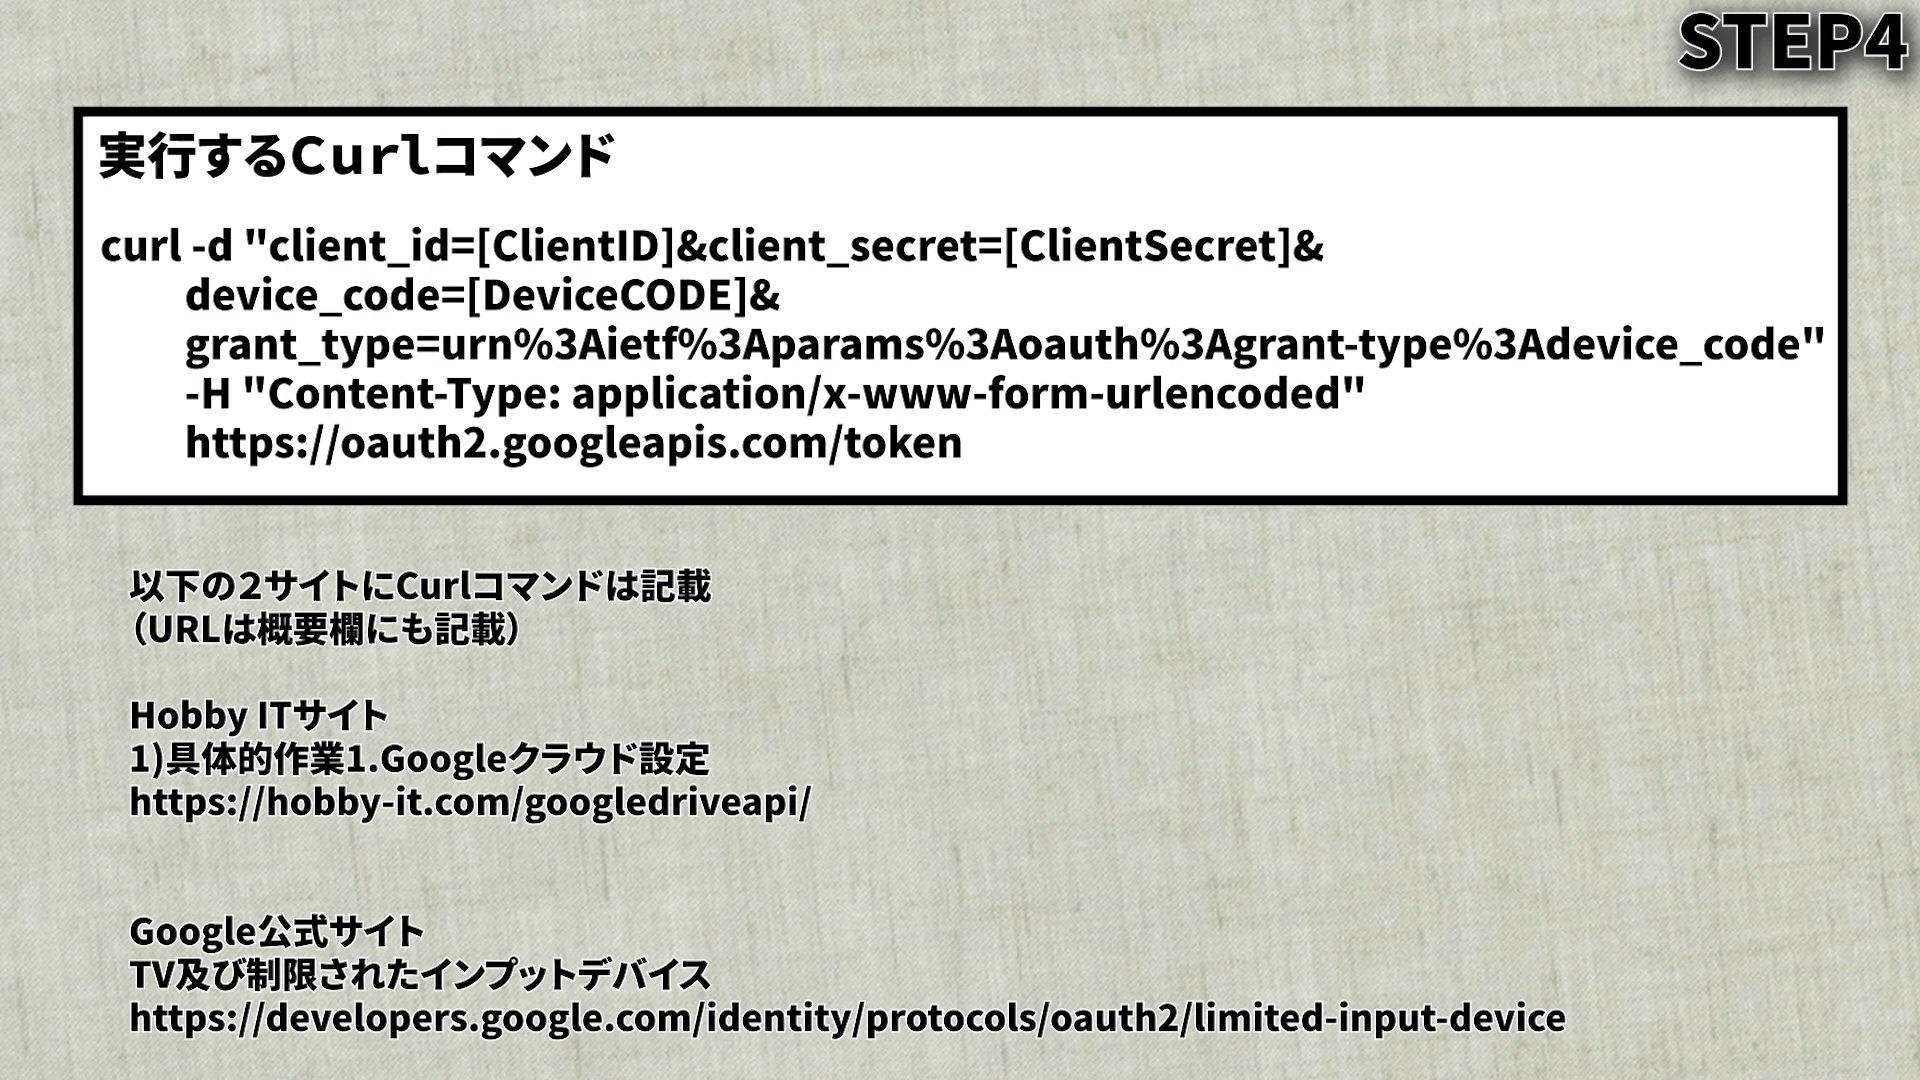 STEP4
実行するCurlコマンド
curl -d "client_id=[ClientID]&client_secret=[ClientSecret]&
device_code=[DeviceCODE]&
grant_type=urn%3Aietf%3Aparams%3Aoauth%3Agrant-type%3Adevice_code"
-H "Content-Type: application/x-www-form-urlencoded"
https://oauth2.googleapis.com/token
以下の２サイトにCurlコマンドは記載
（URLは概要欄にも記載）
Hobby ITサイト
1)具体的作業1.Googleクラウド設定
https://hobby-it.com/googledriveapi/
Google公式サイト
TV及び制限されたインプットデバイス
https://developers.google.com/identity/protocols/oauth2/limited-input-device